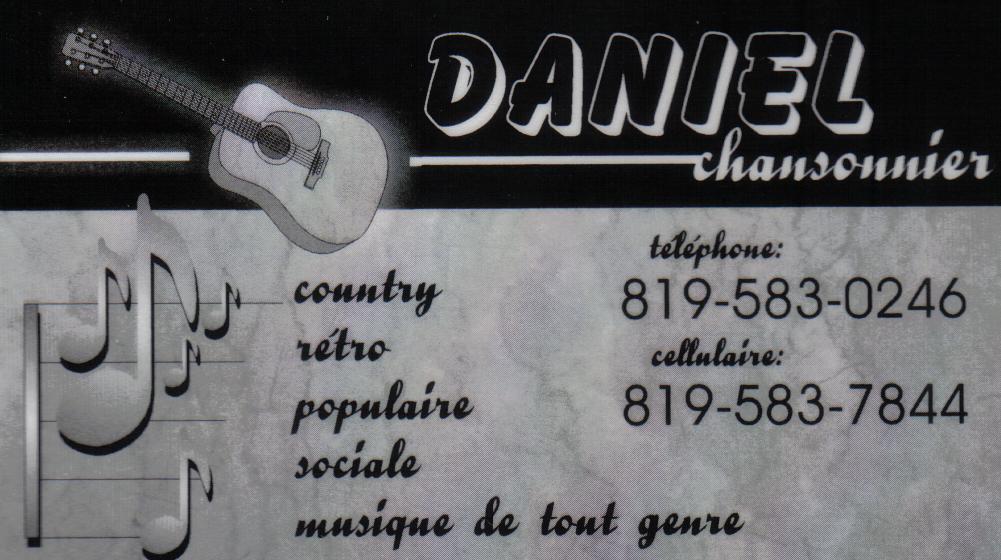 DANIEL
chansonnier
country
rétro
populaire
sociale
musique de tout genre
téléphone:
819-583-0246
cellulaire:
819-583-7844